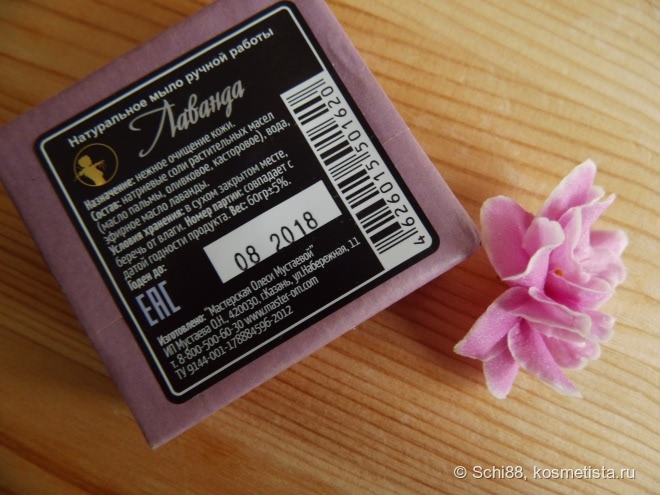 Натуральное мыло ручной работы
Лаванда
Назначение: нежное очищение кожи.
Состав: натриевые соли растительных масел
(масло пальмы, оливковое, касторовое), вода,
эфирное масло лаванды.
Условия хранения: в сухом закрытом месте,
беречь от влаги. Номер партии: совпадает с
датой годности продукта. Вес: 60гр±5%.
Годен до:
08 2018
EAC
Изготовлено: "Мастерская Олеси Мустаевой"
ИП Мустаева О.Н., 420030, г.Казань, ул.Набережная, 11
т. 8-800-500-60-30 www.master-om.com
ТУ 9144-001-178884596-2012
4626015501620
© Schi88, kosmetista.ru